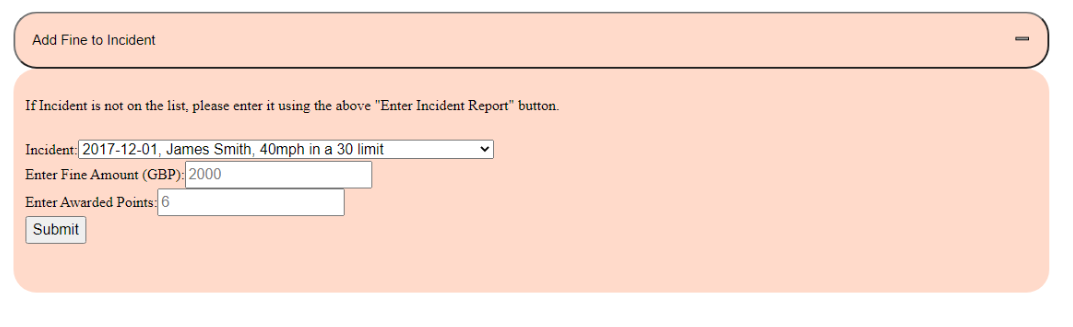 Add Fine to Incident
If Incident is not on the list, please enter it using the above "Enter Incident Report" button.
Incident: 2017-12-01, James Smith, 40mph in a 30 limit
Enter Fine Amount (GBP): 2000
Enter Awarded Points: 6
Submit